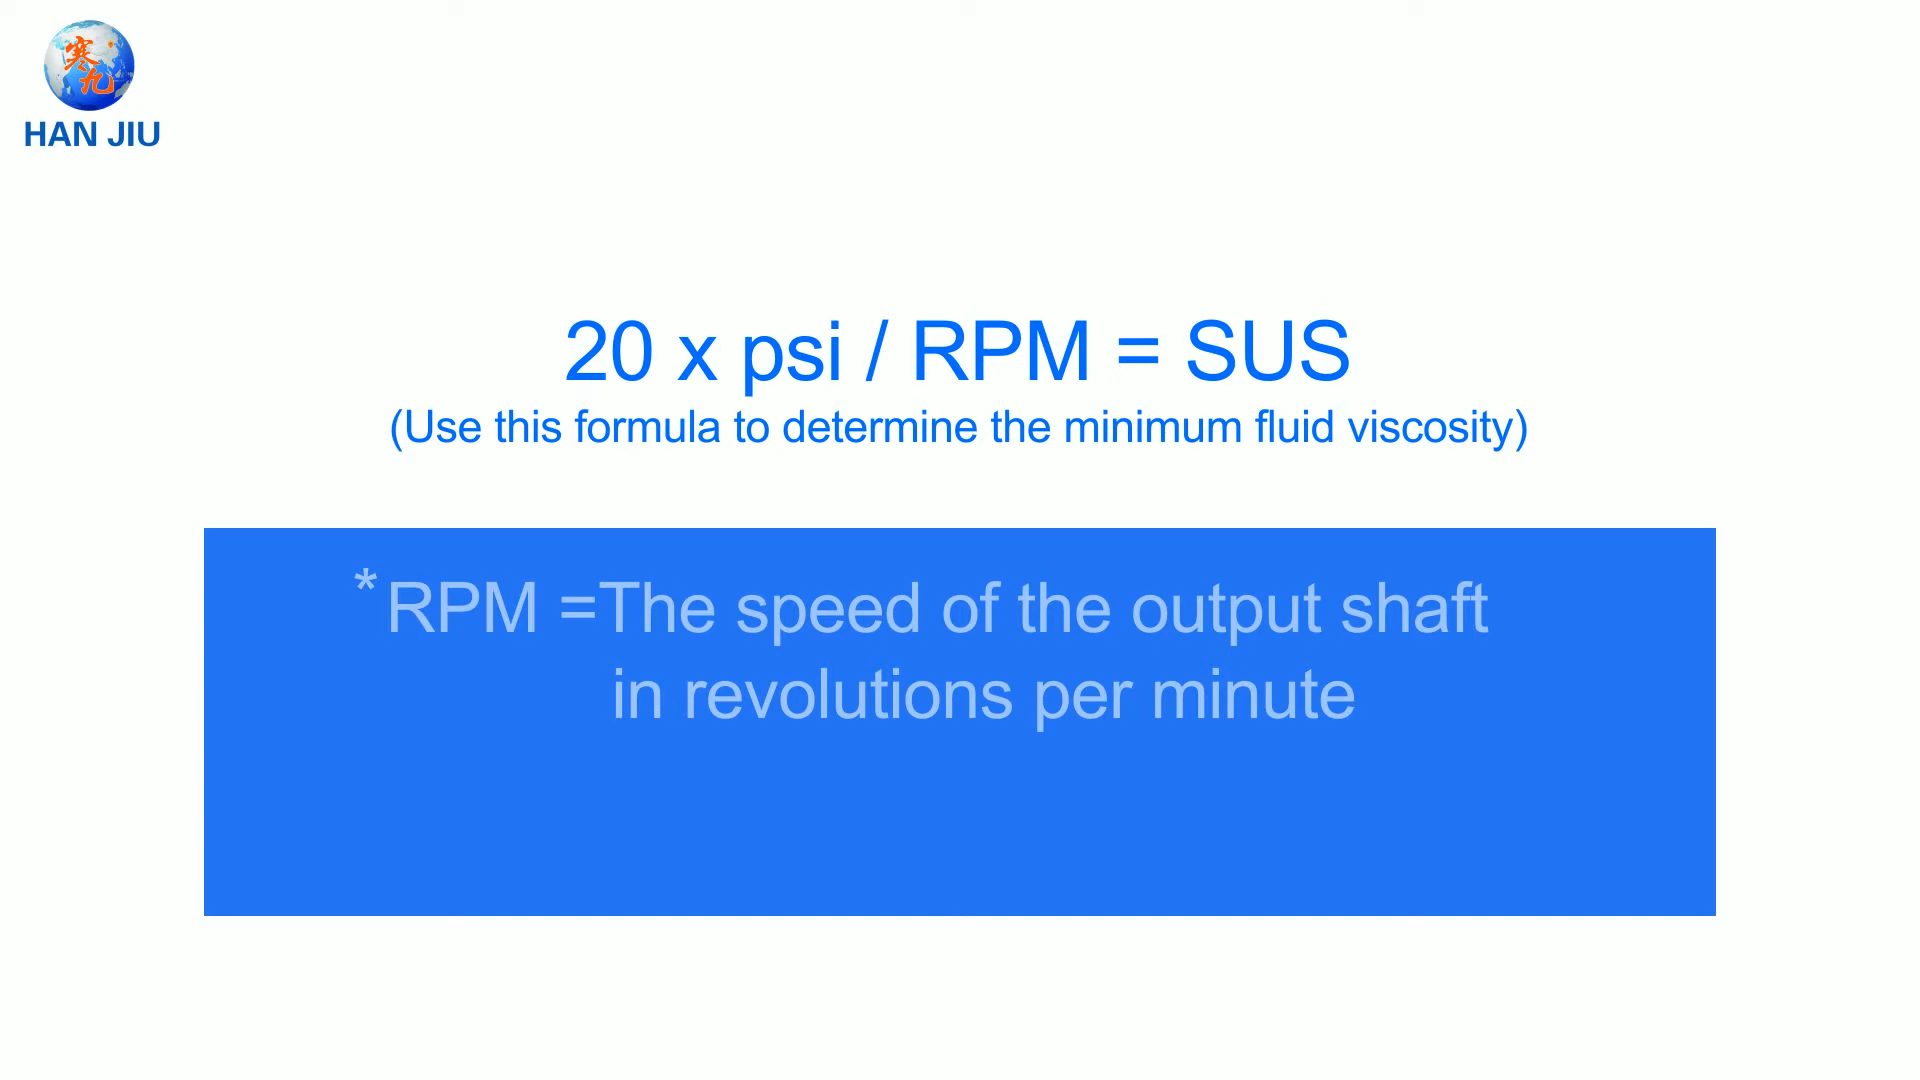 寒九
HAN JIU
20 x psi / RPM = SUS
(Use this formula to determine the minimum fluid viscosity)
*RPM =The speed of the output shaft
in revolutions per minute